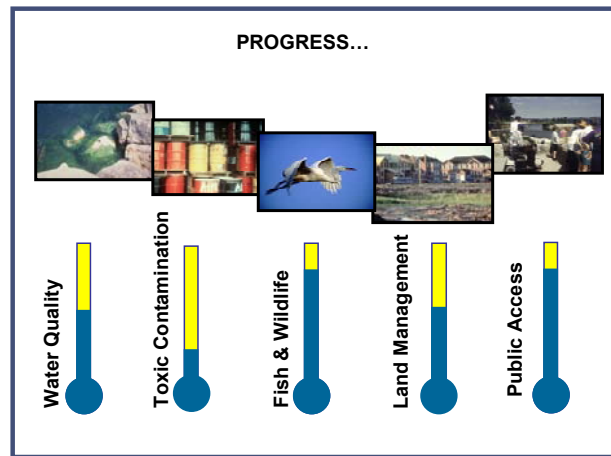 PROGRESS…
Water Quality
Toxic Contamination
Fish & Wildlife
Land Management
Public Access